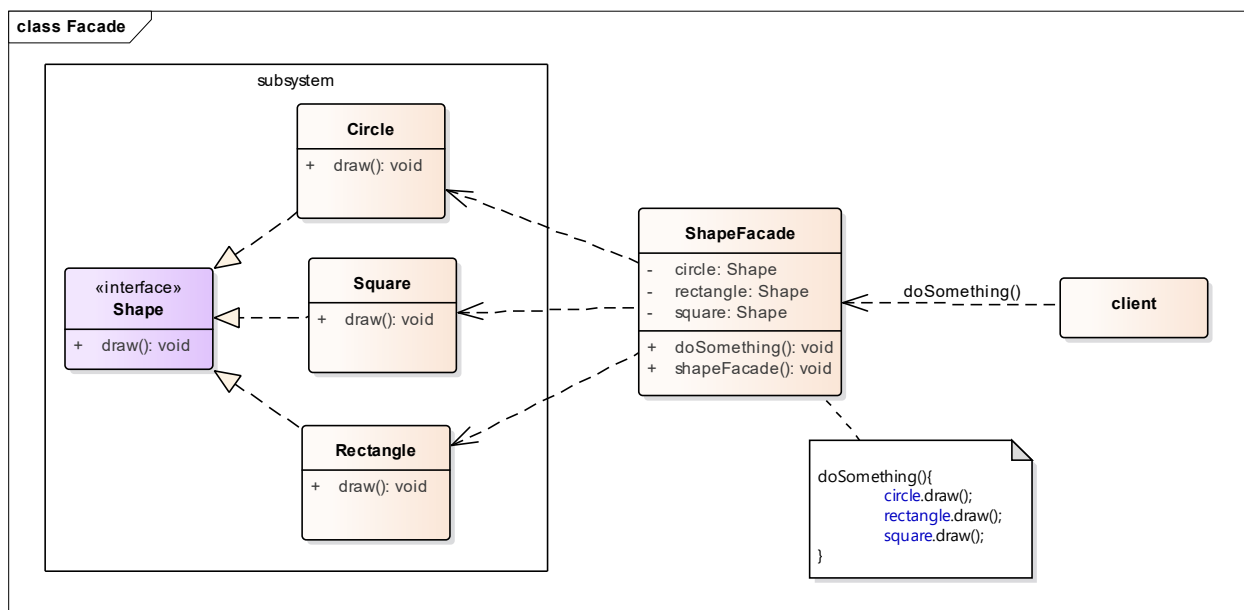 class Facade
subsystem
Circle
+ draw(): void
«interface»
Shape
+ draw(): void
Square
+ draw(): void
Rectangle
+ draw(): void
ShapeFacade
- circle: Shape
- rectangle: Shape
- square: Shape
+ doSomething(): void
+ shapeFacade(): void
doSomething()
client
doSomething(){
circle.draw();
rectangle.draw();
square.draw();
}